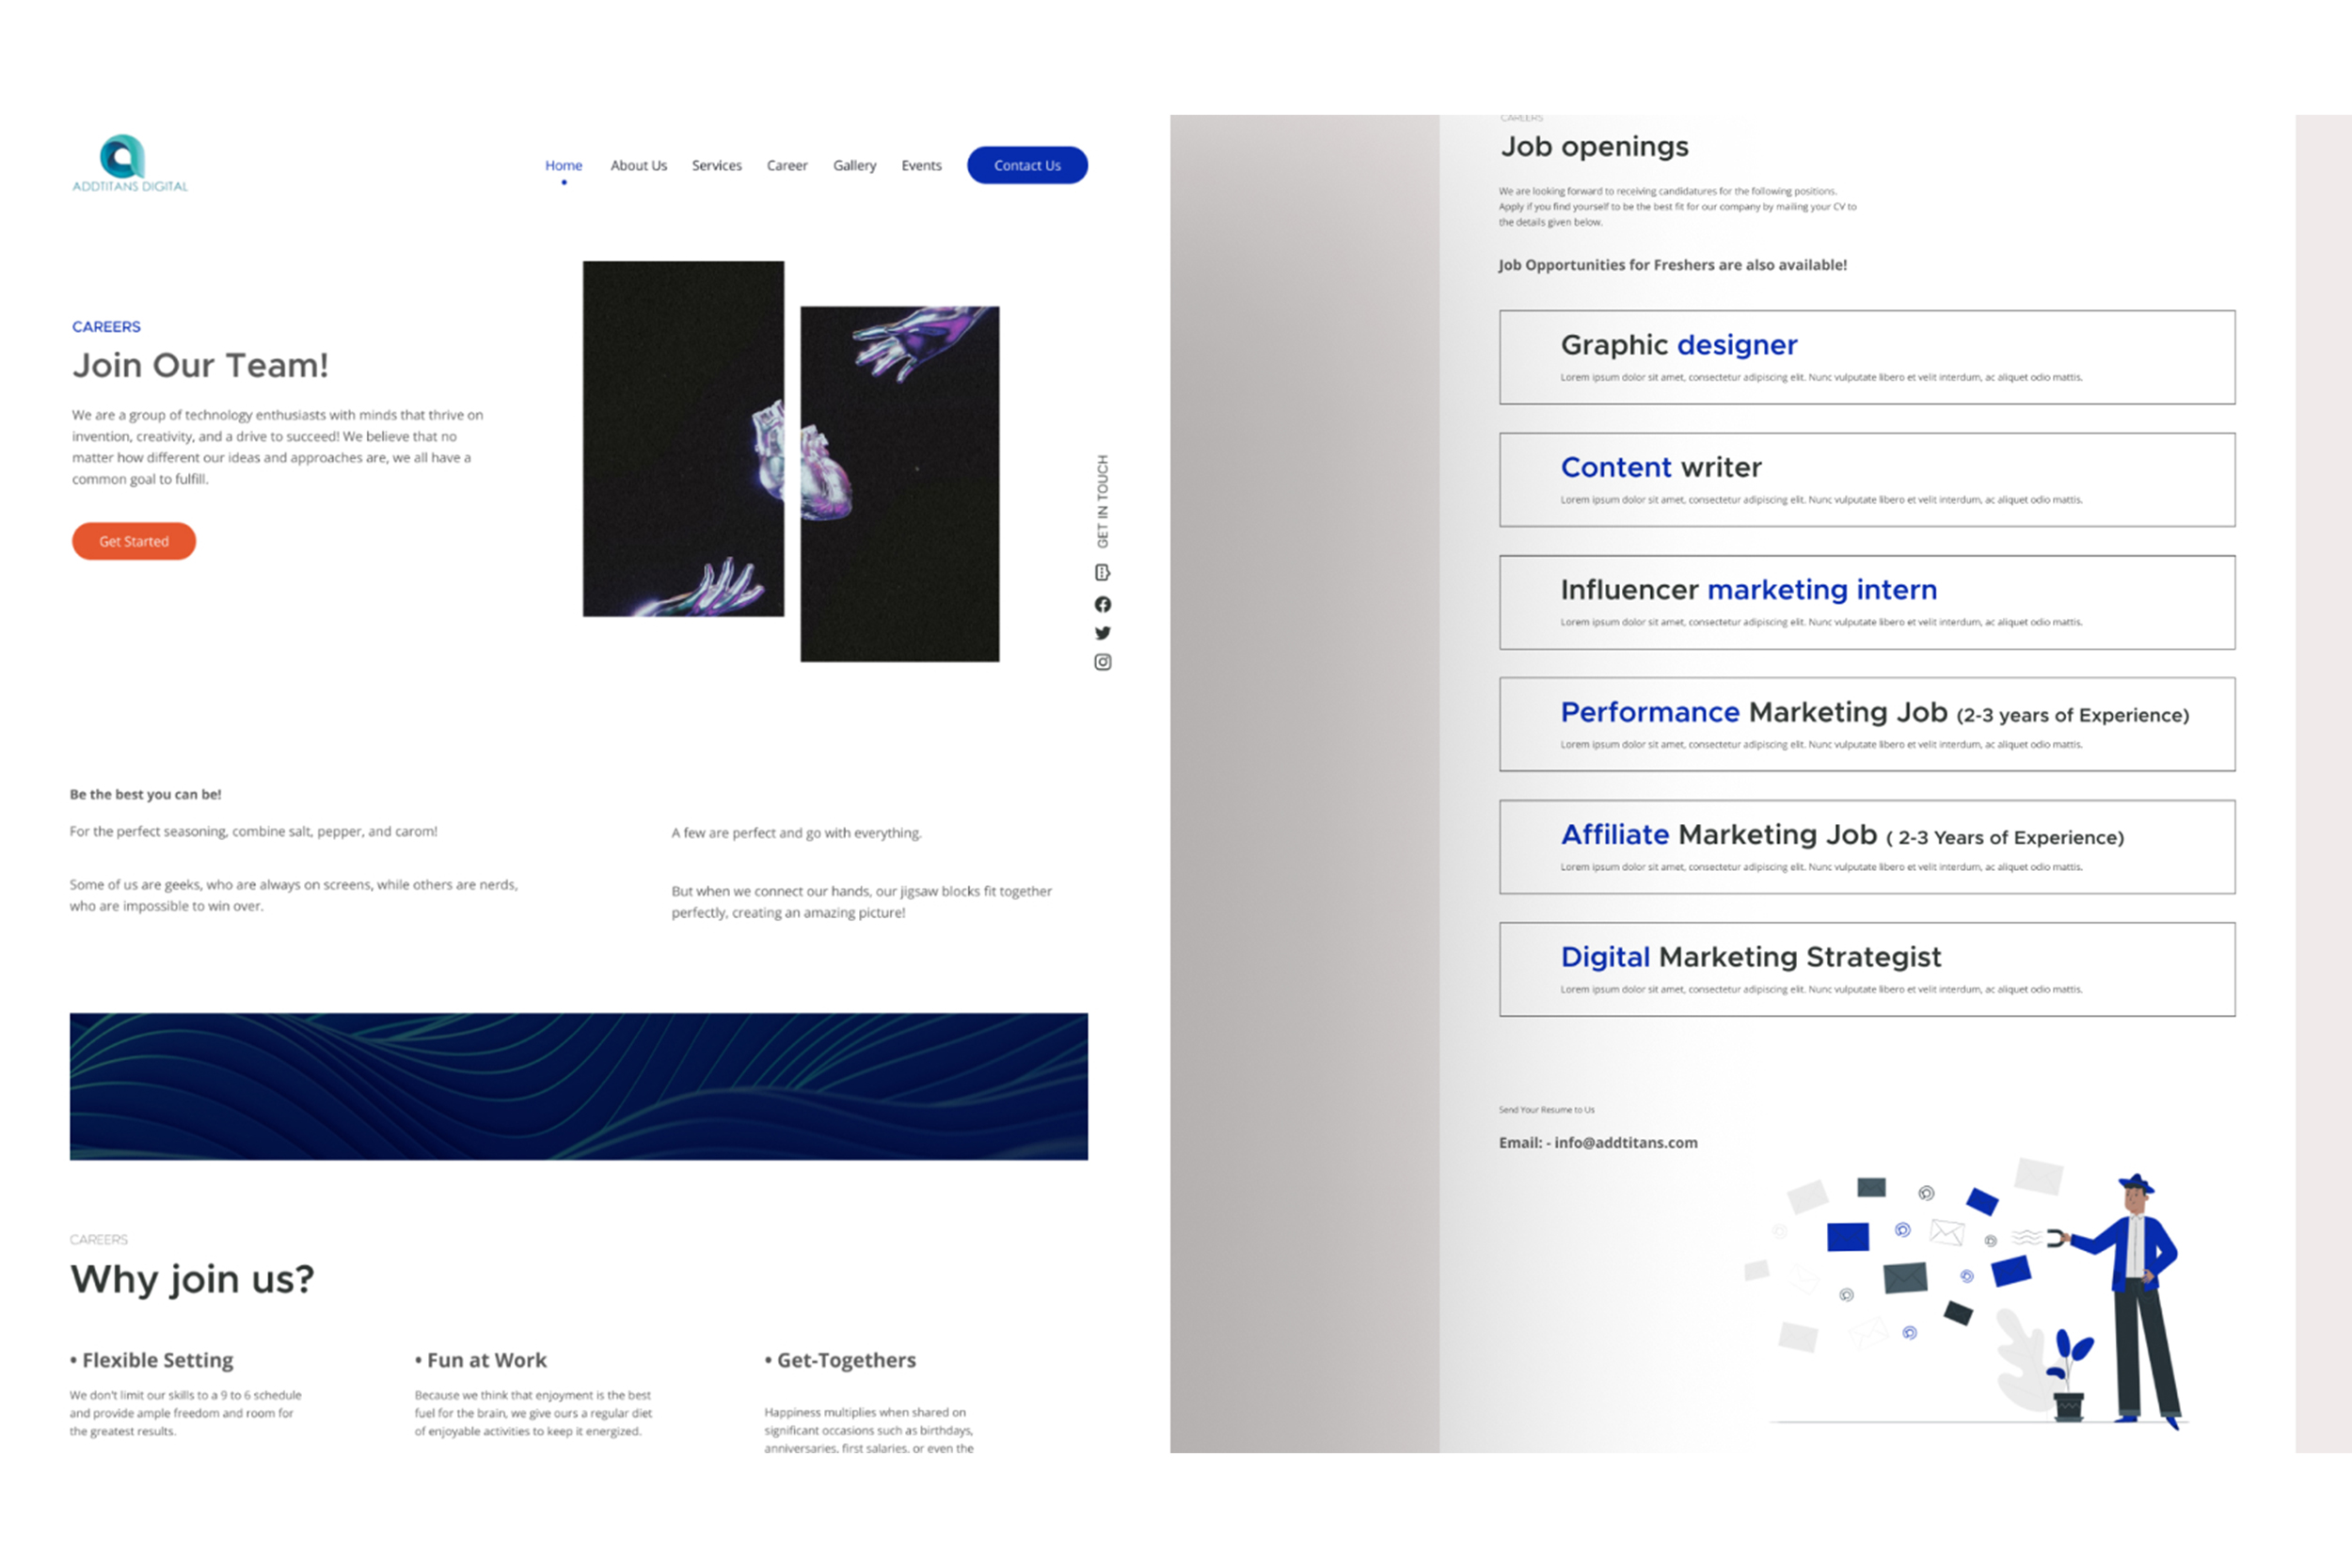 ADDTITANS DIGITAL
Home About Us Services Career Gallery Events Contact Us
CAREERS
Join Our Team!
We are a group of technology enthusiasts with minds that thrive on
invention, creativity, and a drive to succeed! We believe that no
matter how different our ideas and approaches are, we all have a
common goal to fulfill.
Get Started
GET IN TOUCH
Be the best you can be!
For the perfect seasoning, combine salt, pepper, and carom!
Some of us are geeks, who are always on screens, while others are nerds,
who are impossible to win over.
A few are perfect and go with everything.
But when we connect our hands, our jigsaw blocks fit together
perfectly, creating an amazing picture!
CAREERS
Why join us?
• Flexible Setting
We don't limit our skills to a 9 to 6 schedule
and provide ample freedom and room for
the greatest results.
• Fun at Work
Because we think that enjoyment is the best
fuel for the brain, we give ours a regular diet
of enjoyable activities to keep it energized.
• Get-Togethers
Happiness multiplies when shared on
significant occasions such as birthdays,
anniversaries, first salaries, or even the
CAREERS
Job openings
We are looking forward to receiving candidatures for the following positions.
Apply if you find yourself to be the best fit for our company by mailing your CV to
the details given below.
Job Opportunities for Freshers are also available!
Graphic designer
Lorem ipsum dolor sit amet, consectetur adipiscing elit. Nunc vulputate libero et velit interdum, ac aliquet odio mattis.
Content writer
Lorem ipsum dolor sit amet, consectetur adipiscing elit. Nunc vulputate libero et velit interdum, ac aliquet odio mattis.
Influencer marketing intern
Lorem ipsum dolor sit amet, consectetur adipiscing elit. Nunc vulputate libero et velit interdum, ac aliquet odio mattis.
Performance Marketing Job (2-3 years of Experience)
Lorem ipsum dolor sit amet, consectetur adipiscing elit. Nunc vulputate libero et velit interdum, ac aliquet odio mattis.
Affiliate Marketing Job ( 2-3 Years of Experience)
Lorem ipsum dolor sit amet, consectetur adipiscing elit. Nunc vulputate libero et velit interdum, ac aliquet odio mattis.
Digital Marketing Strategist
Lorem ipsum dolor sit amet, consectetur adipiscing elit. Nunc vulputate libero et velit interdum, ac aliquet odio mattis.
Send Your Resume to Us
Email: - info@addtitans.com